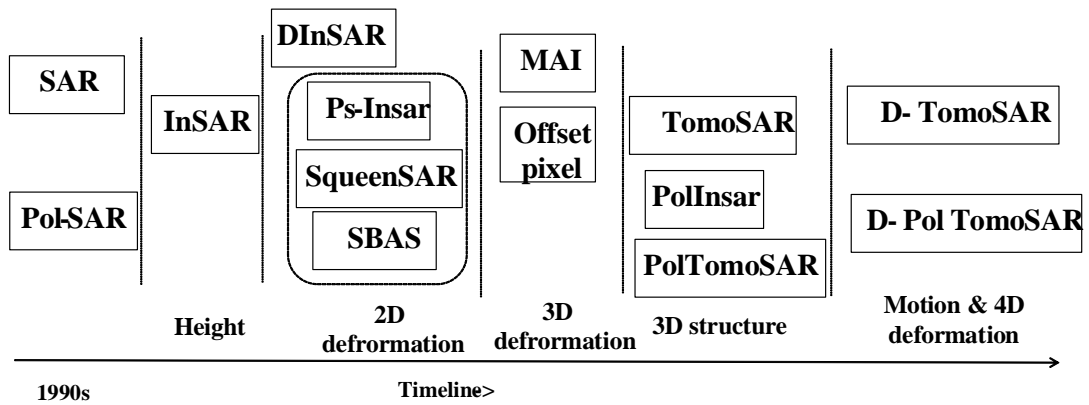 SAR
Pol-SAR
InSAR
Height
DInSAR
Ps-Insar
SqueenSAR
SBAS
2D
defrormation
MAI
Offset
pixel
3D
deformation
TomoSAR
PolInsar
PolTomoSAR
3D structure
D- TomoSAR
D- Pol TomoSAR
Motion & 4D
deformation
1990s
Timeline>